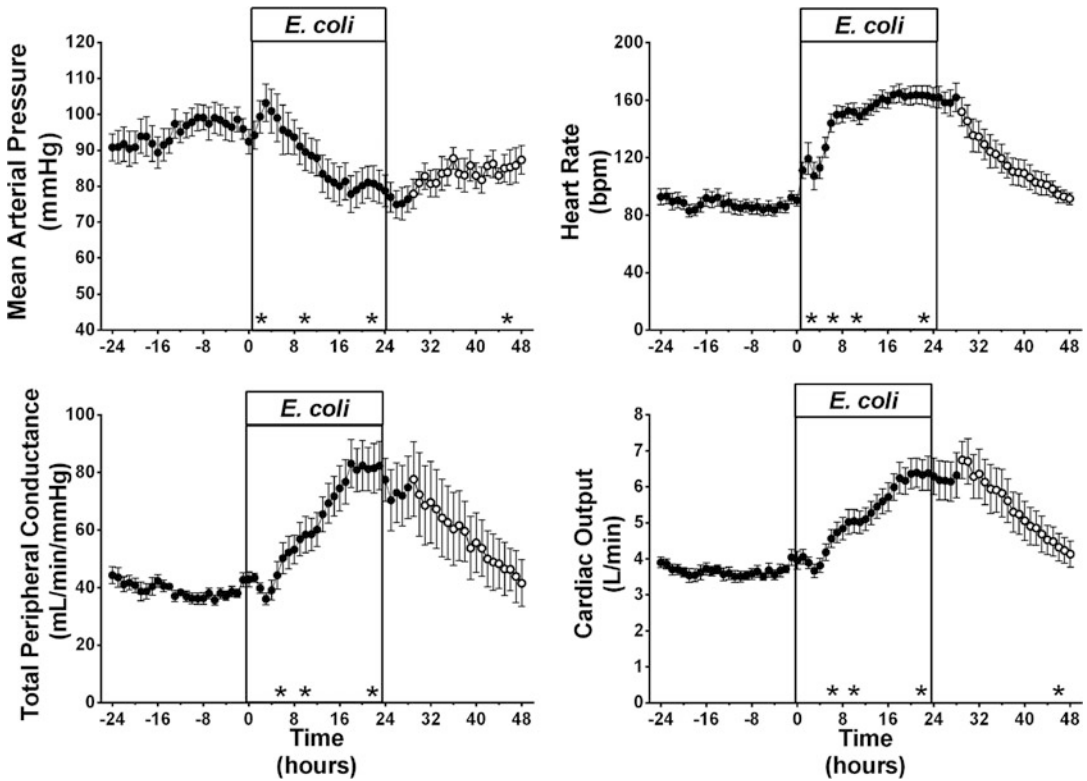 E. coli
Mean Arterial Pressure
(mmHg)
120
100
80
60
40
* * * *
-24 -16 -8 0 8 16 24 32 40 48
E. coli
Heart Rate
(bpm)
200
160
120
80
40
0
* * * *
-24 -16 -8 0 8 16 24 32 40 48
E. coli
Total Peripheral Conductance
(mL/min/mmHg)
100
80
60
40
20
0
* * *
-24 -16 -8 0 8 16 24 32 40 48
Time
(hours)
E. coli
Cardiac Output
(L/min)
8
7
6
5
4
3
2
1
0
* * * *
-24 -16 -8 0 8 16 24 32 40 48
Time
(hours)